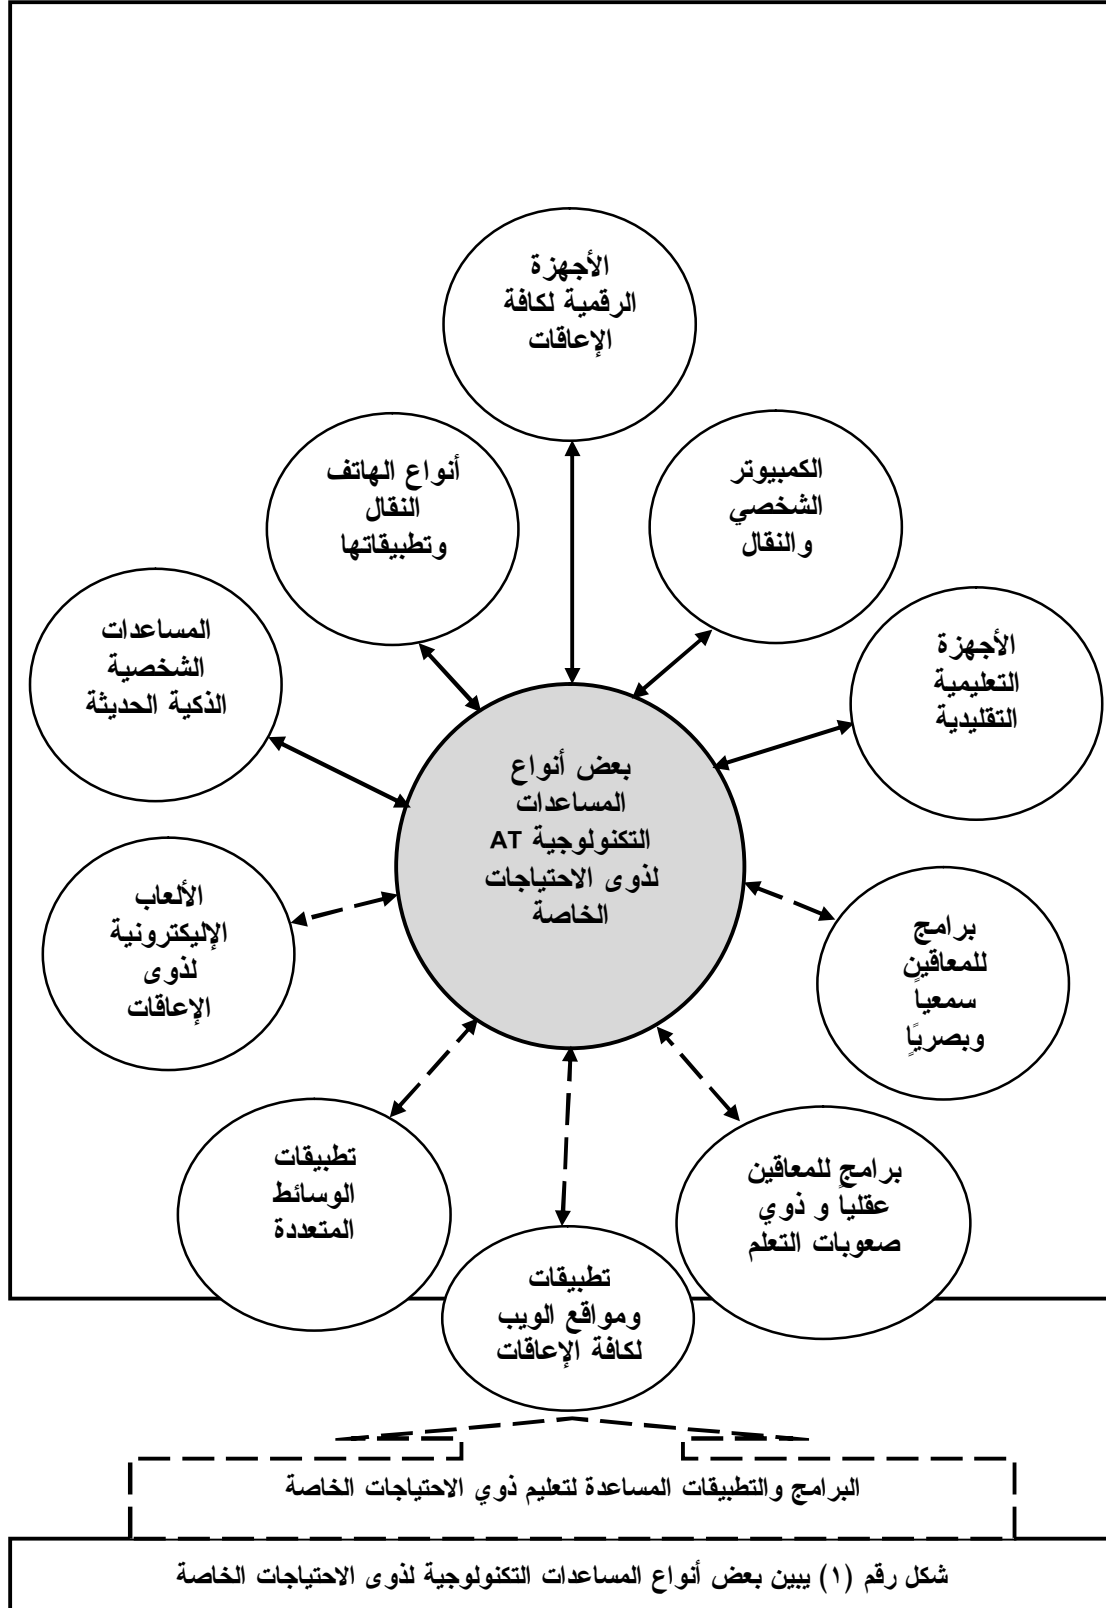 الأجهزة
الرقمية لكافة
الإعاقات
الكمبيوتر
الشخصي
والنقال
أنواع الهاتف
النقال
وتطبيقاتها
الأجهزة
التعليمية
التقليدية
المساعدات
الشخصية
الذكية الحديثة
بعض أنواع
المساعدات
التكنولوجية AT
لذوى الاحتياجات
الخاصة
برامج
للمعاقين
سمعياً
وبصرياً
الألعاب
الإليكترونية
لذوى
الإعاقات
برامج للمعاقين
عقلياً و ذوي
صعوبات التعلم
تطبيقات
الوسائط
المتعددة
تطبيقات
ومواقع الويب
لكافة الإعاقات
البرامج والتطبيقات المساعدة لتعليم ذوي الاحتياجات الخاصة
شكل رقم (١) يبين بعض أنواع المساعدات التكنولوجية لذوى الاحتياجات الخاصة